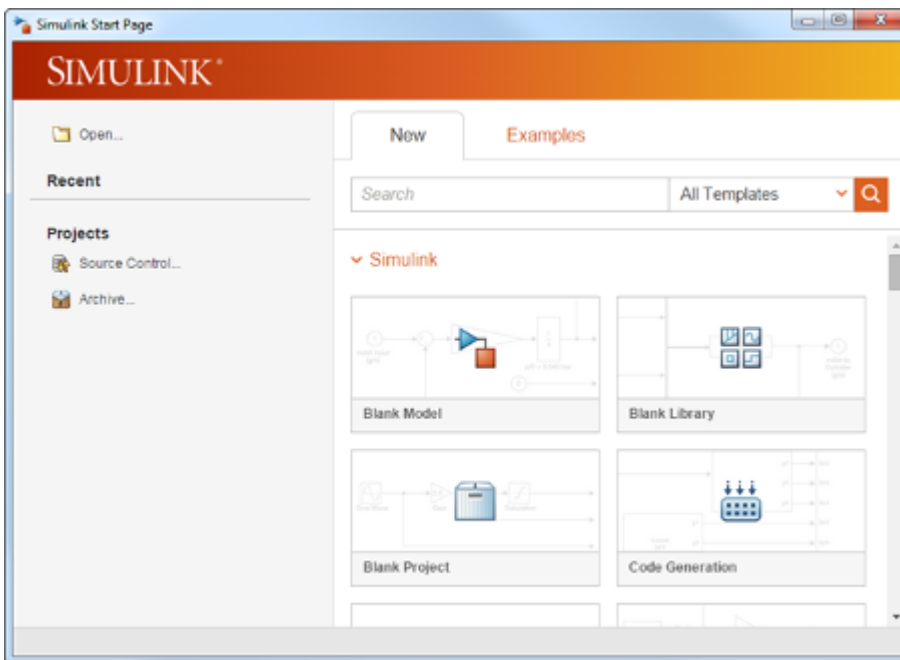 Simulink Start Page
SIMULINK®
Open...
Recent
Projects
Source Control...
Archive...
New
Examples
Search
All Templates
Simulink
Blank Model
Blank Library
Blank Project
Code Generation